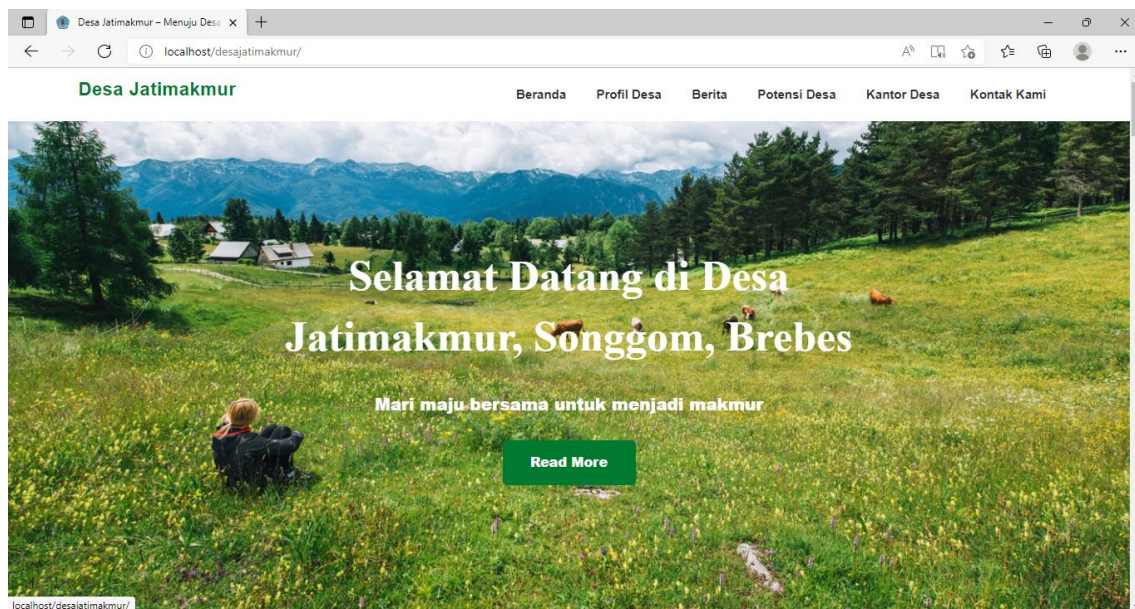 Desa Jatimakmur – Menuju Desa
localhost/desajatimakmur/
Desa Jatimakmur
Beranda Profil Desa Berita Potensi Desa Kantor Desa Kontak Kami
Selamat Datang di Desa
Jatimakmur, Songgom, Brebes
Mari maju bersama untuk menjadi makmur
Read More
localhost/desajatimakmur/